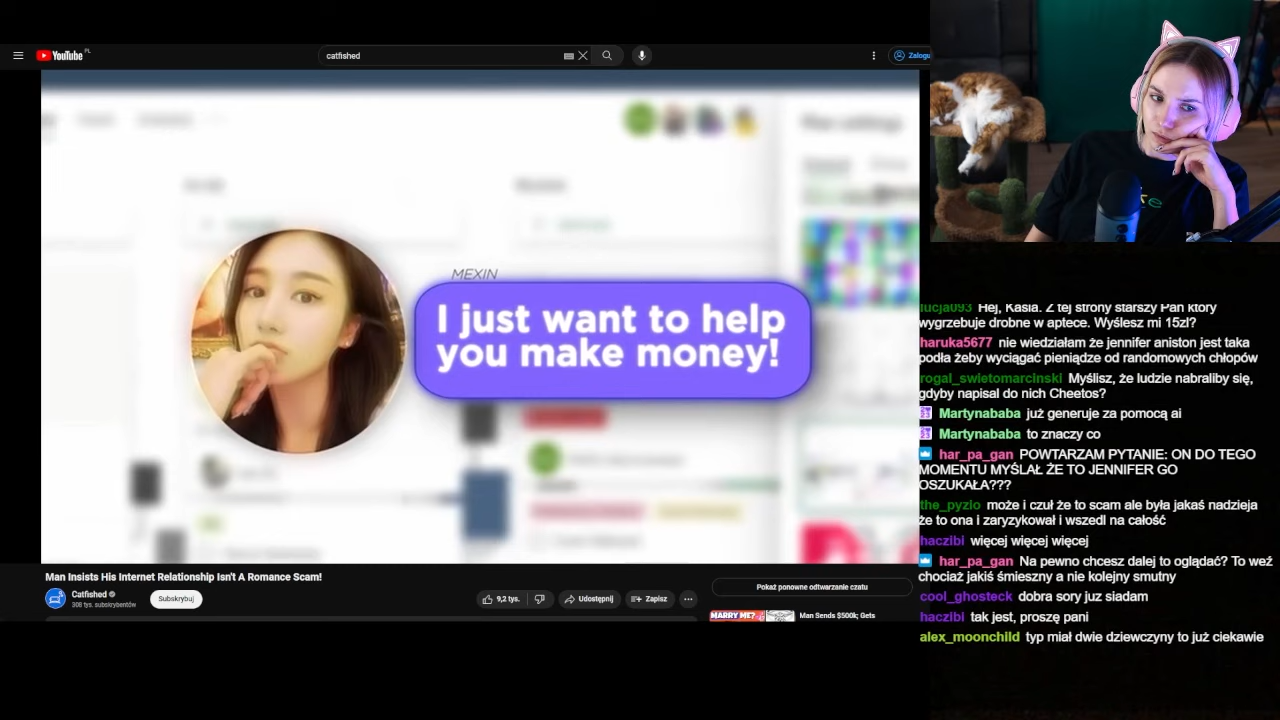 YouTube PL
catfished
Zalogu
MEXIN
I just want to help
you make money!
Man Insists His Internet Relationship Isn't A Romance Scam!
Catfished
308 tys. subskrybentów
Subskrybuj
9,2 tys.
Udostępnij
Zapisz
Pokaż ponowne odtwarzanie czatu
MARRY ME?
Man Sends $500k; Gets
lucja093 Hej, Kasia. Z tej strony starszy Pan który
wygrzebuje drobne w aptece. Wyślesz mi 15zl?
haruka5677 nie wiedziałam że jennifer aniston jest taka
podła żeby wyciągać pieniądze od randomowych chłopów
rogal_swietomarcinski Myślisz, że ludzie nabraliby się,
gdyby napisał do nich Cheetos?
Martynababa już generuje za pomocą ai
Martynababa to znaczy co
har_pa_gan POWTARZAM PYTANIE: ON DO TEGO
MOMENTU MYŚLAŁ ŻE TO JENNIFER GO
OSZUKAŁA???
the_pyzlo może i czuł że to scam ale była jakaś nadzieja
że to ona i zaryzykował i wszedl na całość
haczibi więcej więcej więcej
har_pa_gan Na pewno chcesz dalej to oglądać? To weź
chociaż jakiś śmieszny a nie kolejny smutny
cool_ghosteck dobra sory juz siadam
haczibi tak jest, proszę pani
alex_moonchild typ miał dwie dziewczyny to już ciekawie